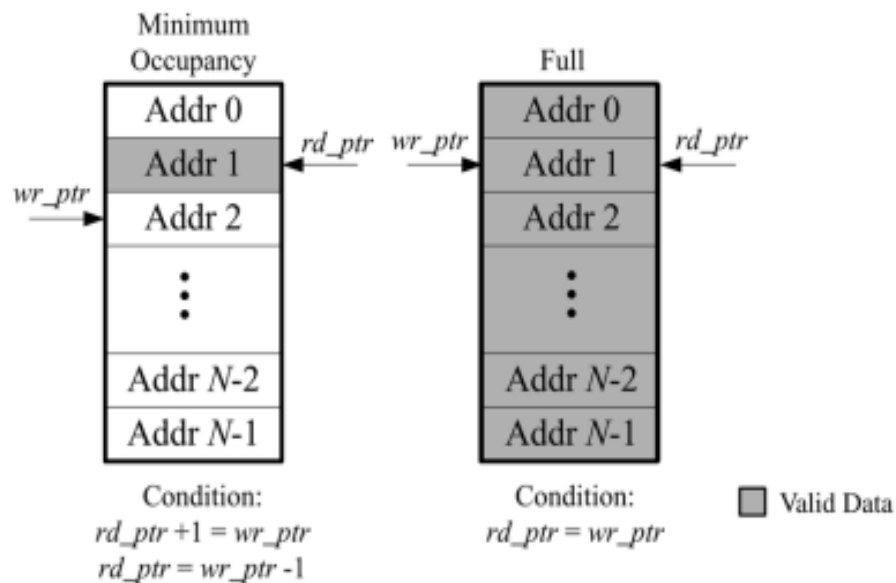 Minimum
Occupancy
Addr 0
Addr 1
Addr 2
Addr N-2
Addr N-1
wr_ptr
rd_ptr
Condition:
rd_ptr +1 = wr_ptr
rd_ptr = wr_ptr -1
Full
Addr 0
Addr 1
Addr 2
Addr N-2
Addr N-1
wr_ptr
rd_ptr
Condition:
rd_ptr = wr_ptr
Valid Data